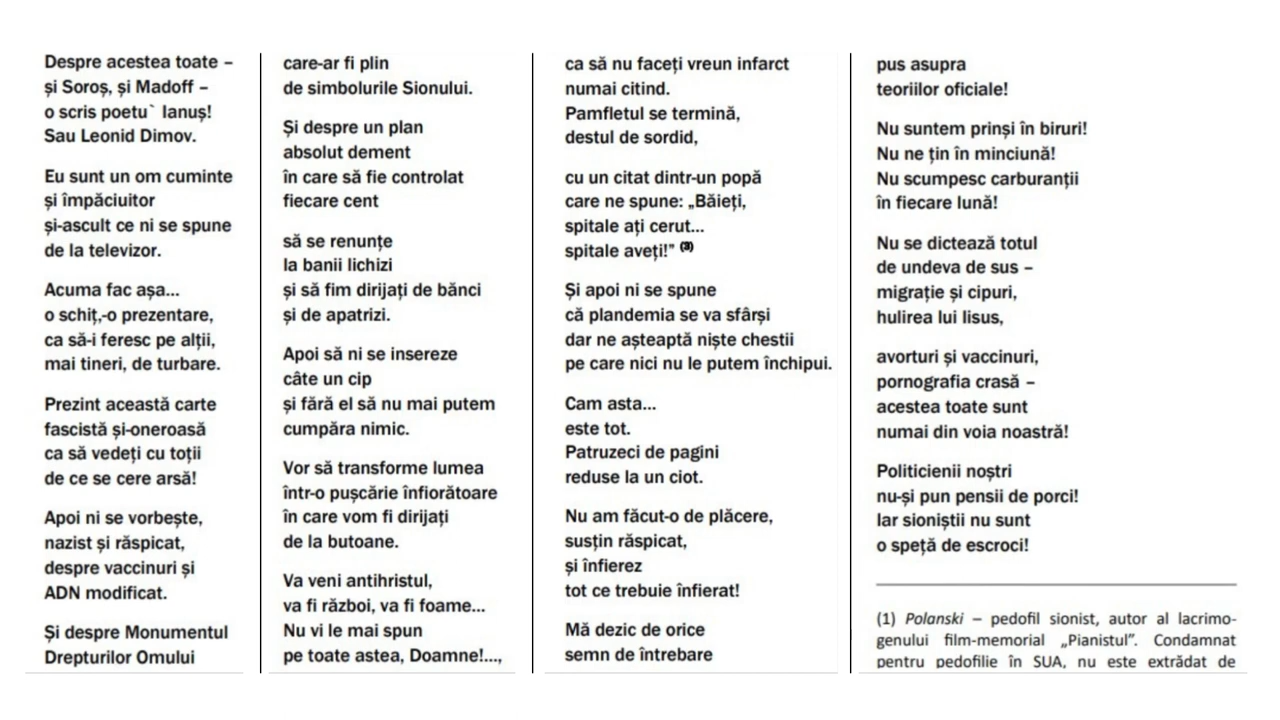 Despre acestea toate –
și Soroș, și Madoff –
o scris poetu` Ianuș!
Sau Leonid Dimov.
Eu sunt un om cuminte
și împăciuitor
și-ascult ce ni se spune
de la televizor.
Acuma fac așa...
o schiț,-o prezentare,
ca să-i feresc pe alții,
mai tineri, de turbare.
Prezint această carte
fascistă și-oneroasă
ca să vedeți cu toții
de ce se cere arsă!
Apoi ni se vorbește,
nazist și răspicat,
despre vaccinuri și
ADN modificat.
Și despre Monumentul
Drepturilor Omului
care-ar fi plin
de simbolurile Sionului.
Și despre un plan
absolut dement
în care să fie controlat
fiecare cent
să se renunțe
la banii lichizi
și să fim dirijați de bănci
și de apatrizi.
Apoi să ni se insereze
câte un cip
și fără el să nu mai putem
cumpăra nimic.
Vor să transforme lumea
într-o pușcărie înfiorătoare
în care vom fi dirijați
de la butoane.
Va veni antihristul,
va fi război, va fi foame...
Nu vi le mai spun
pe toate astea, Doamne!...,
ca să nu faceți vreun infarct
numai citind.
Pamfletul se termină,
destul de sordid,
cu un citat dintr-un popă
care ne spune: „Băieți,
spitale ați cerut...
spitale aveți!” (3)
Și apoi ni se spune
că plandemia se va sfârși
dar ne așteaptă niște chestii
pe care nici nu le putem închipui.
Cam asta...
este tot.
Patruzeci de pagini
reduse la un ciot.
Nu am făcut-o de plăcere,
susțin răspicat,
și înfierez
tot ce trebuie înfierat!
Mă dezic de orice
semn de întrebare
pus asupra
teoriilor oficiale!
Nu suntem prinși în biruri!
Nu ne țin în minciună!
Nu scumpesc carburanții
în fiecare lună!
Nu se dictează totul
de undeva de sus –
migrație și cipuri,
hulirea lui Iisus,
avorturi și vaccinuri,
pornografia crasă –
acestea toate sunt
numai din voia noastră!
Politicienii noștri
nu-și pun pensii de porci!
Iar sioniștii nu sunt
o speță de escroci!
(1) Polanski – pedofil sionist, autor al lacrimo-
genului film-memorial „Pianistul”. Condamnat
pentru pedofilie în SUA, nu este extrădat de